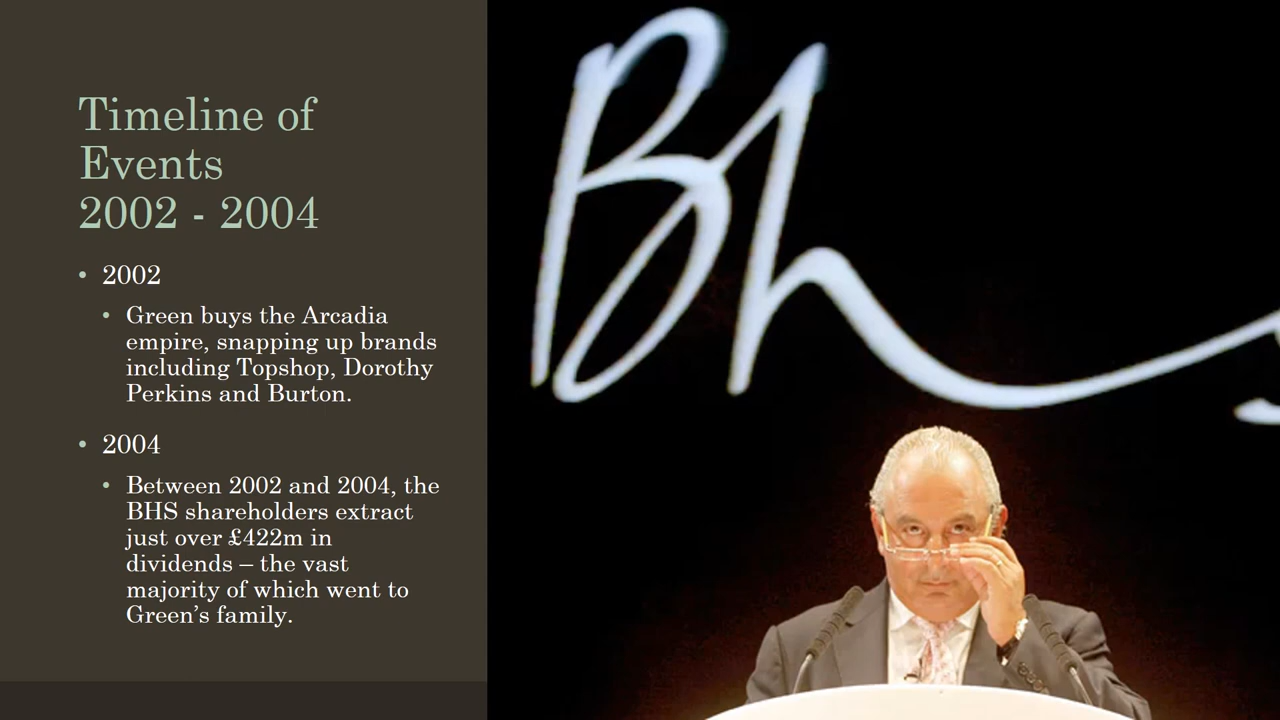 Timeline of
Events
2002 - 2004
• 2002
• Green buys the Arcadia
empire, snapping up brands
including Topshop, Dorothy
Perkins and Burton.
• 2004
• Between 2002 and 2004, the
BHS shareholders extract
just over £422m in
dividends – the vast
majority of which went to
Green’s family.
Bhs